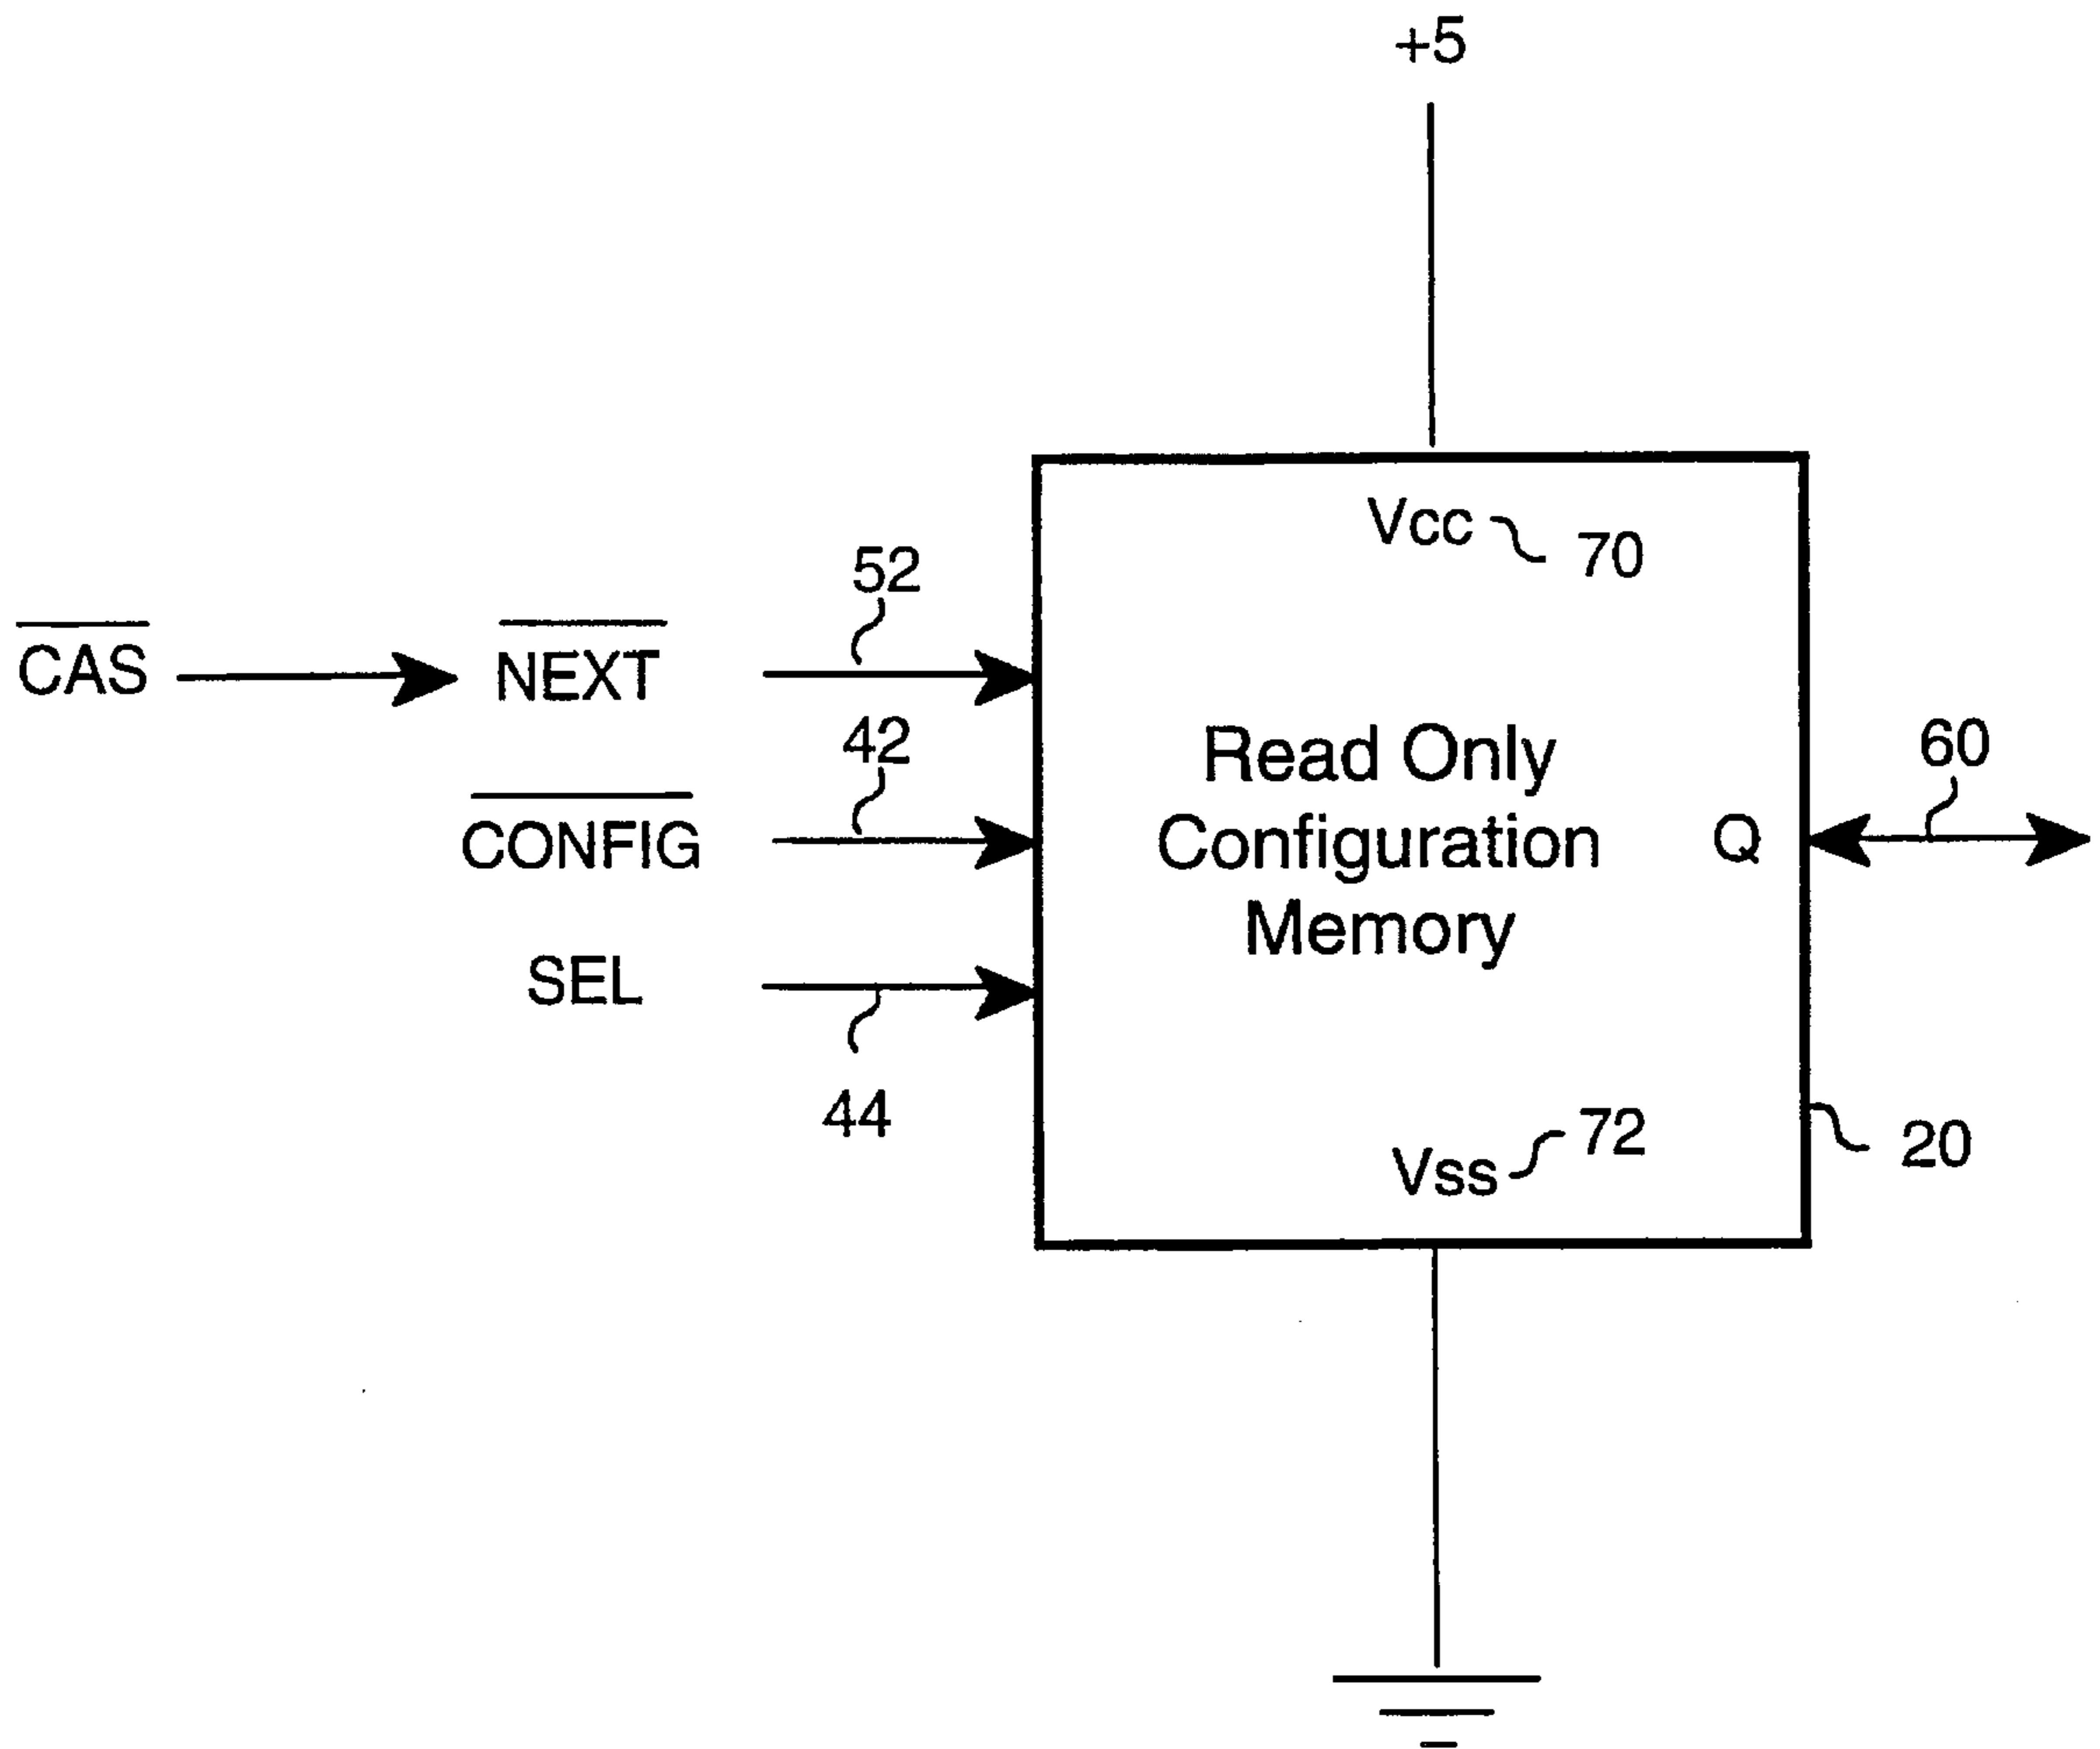 +5
Vcc 70
52
CAS NEXT
42
Read Only
60
CONFIG
Configuration
Q
Memory
SEL
44
72
20
Vss